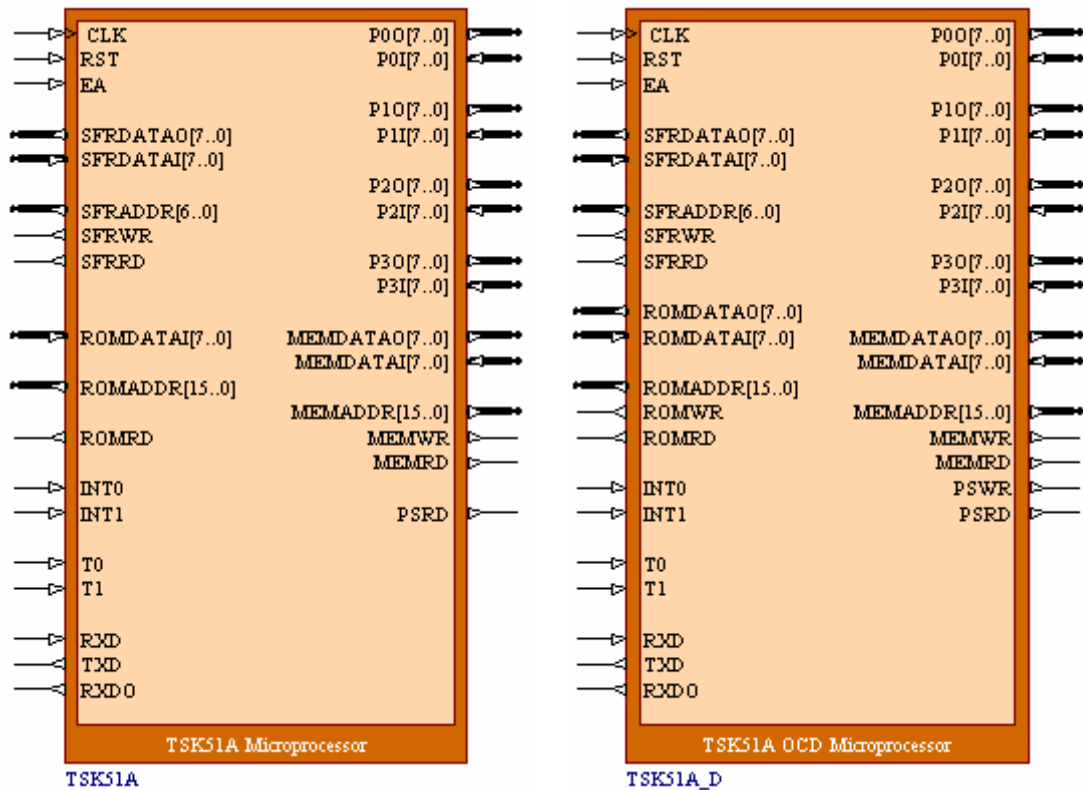 CLK P0O[7..0]
RST P0I[7..0]
EA
P1O[7..0]
SFRDATAO[7..0] P1I[7..0]
SFRDATAI[7..0]
P2O[7..0]
SFRADDR[6..0] P2I[7..0]
SFRWR
SFRRD P3O[7..0]
P3I[7..0]
ROMDATAI[7..0] MEMDATAO[7..0]
MEMDATAI[7..0]
ROMADDR[15..0]
MEMADDR[15..0]
ROMRD MEMWR
MEMRD
INT0
INT1 PSRD
T0
T1
RXD
TXD
RXDO
TSK51A Microprocessor
TSK51A
CLK P0O[7..0]
RST P0I[7..0]
EA
P1O[7..0]
SFRDATAO[7..0] P1I[7..0]
SFRDATAI[7..0]
P2O[7..0]
SFRADDR[6..0] P2I[7..0]
SFRWR
SFRRD P3O[7..0]
P3I[7..0]
ROMDATAO[7..0]
ROMDATAI[7..0] MEMDATAO[7..0]
MEMDATAI[7..0]
ROMADDR[15..0]
ROMWR MEMADDR[15..0]
ROMRD MEMWR
MEMRD
INT0 PSWR
INT1 PSRD
T0
T1
RXD
TXD
RXDO
TSK51A OCD Microprocessor
TSK51A_D